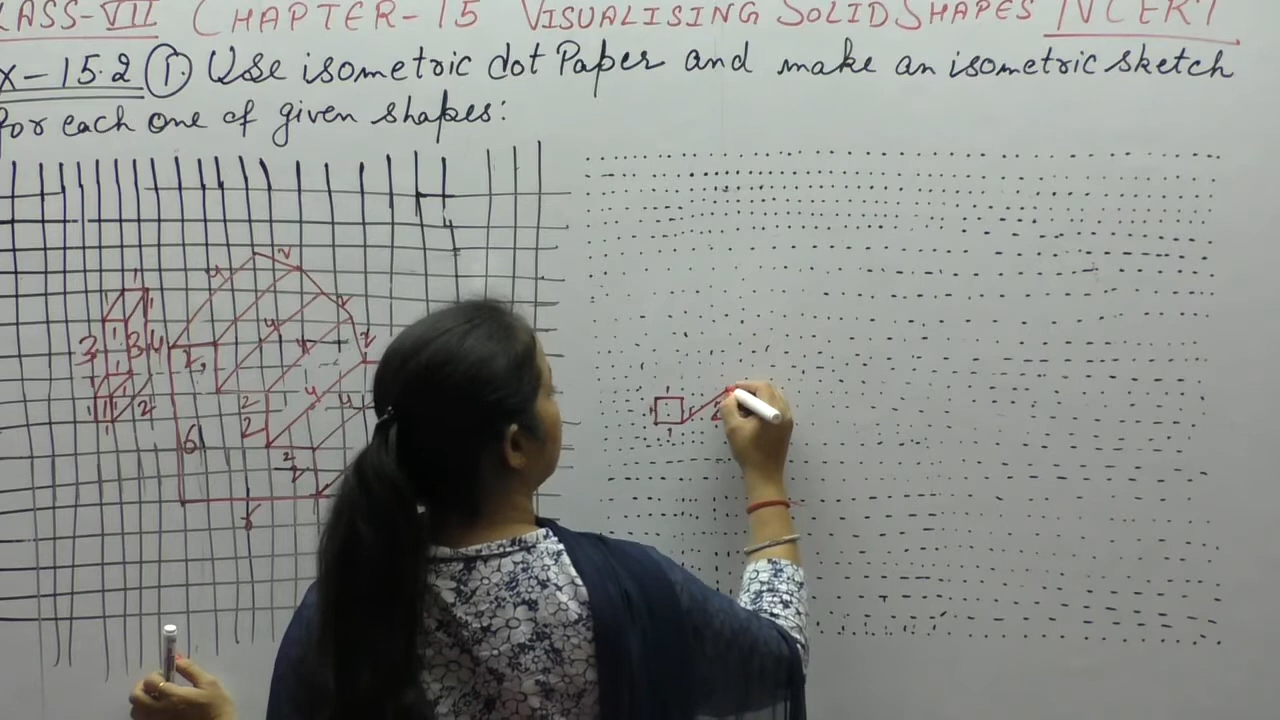 LASS-VII CHAPTER-15 VISUALISING SOLID SHAPES NCERT
x-15.2 ① Use isometric dot Paper and make an isometric sketch
for each one of given shapes: